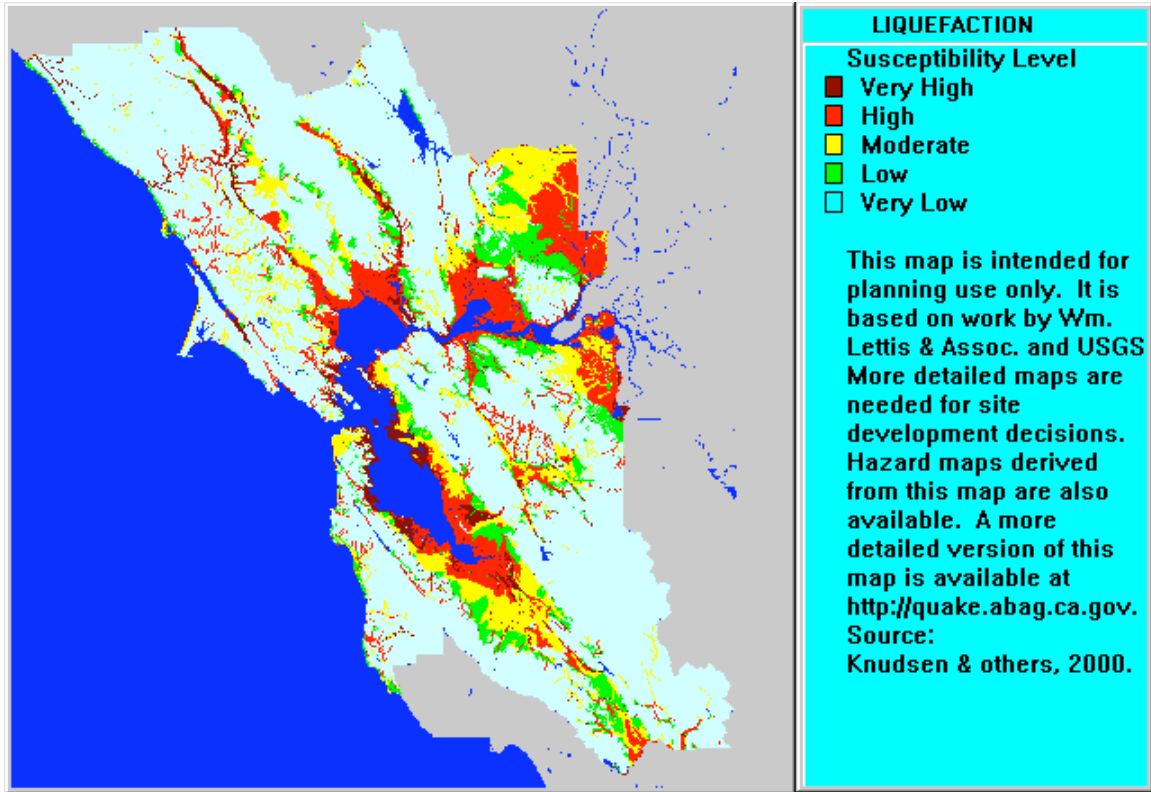 LIQUEFACTION
Susceptibility Level
Very High
High
Moderate
Low
Very Low
This map is intended for
planning use only. It is
based on work by Wm.
Lettis & Assoc. and USGS
More detailed maps are
needed for site
development decisions.
Hazard maps derived
from this map are also
available. A more
detailed version of this
map is available at
http://quake.abag.ca.gov.
Source:
Knudsen & others, 2000.